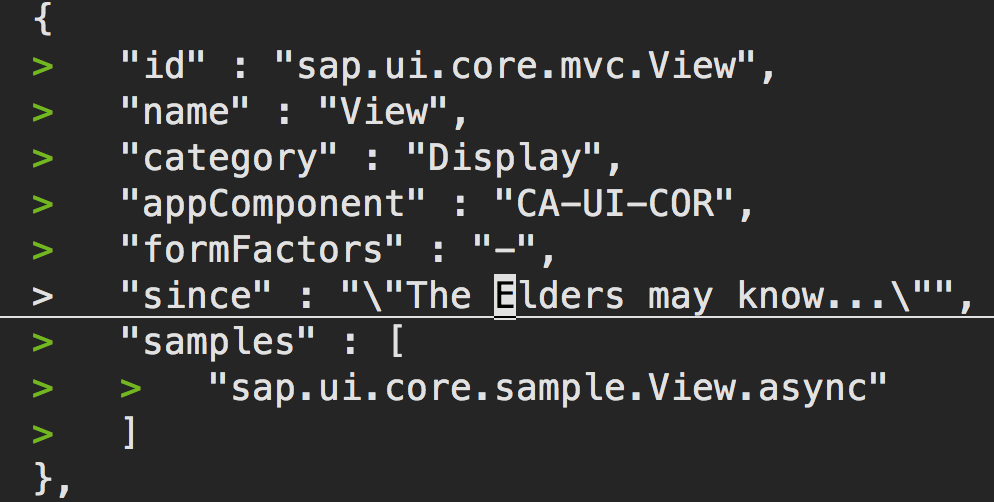 {
>   "id" : "sap.ui.core.mvc.View",
>   "name" : "View",
>   "category" : "Display",
>   "appComponent" : "CA-UI-COR",
>   "formFactors" : "-",
>   "since" : "\"The Elders may know...\"",
>   "samples" : [
>   >   "sap.ui.core.sample.View.async"
>   ]
},